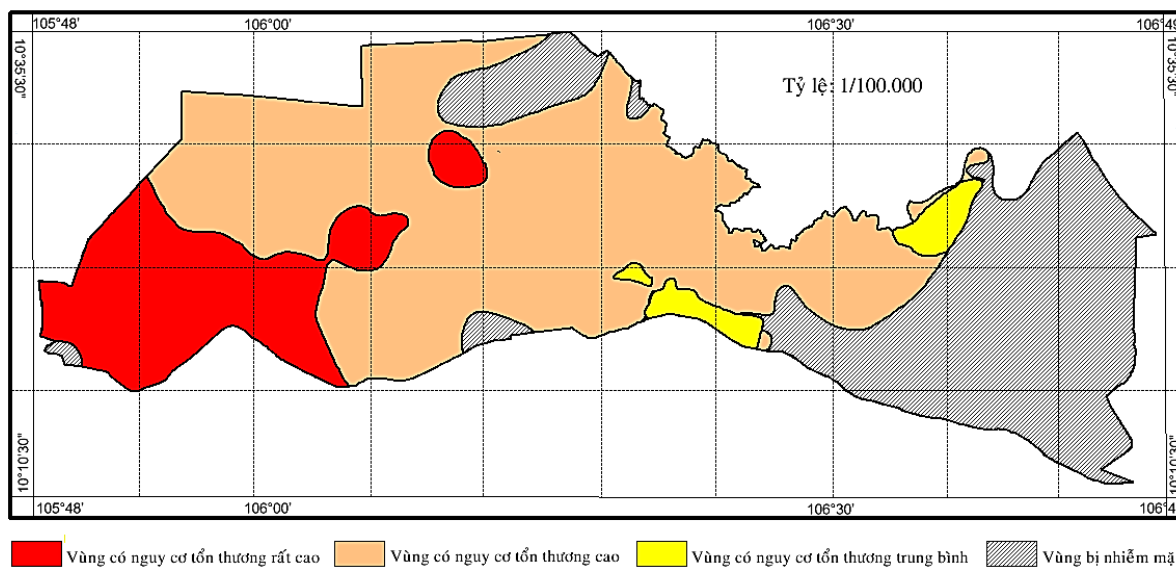 105°48' 106°00' 106°30' 106°49
10°35'30" 10°35'30"
Tỷ lệ: 1/100.000
10°10'30" 10°10'30"
105°48' 106°00' 106°30' 106°4
Vùng có nguy cơ tổn thương rất cao Vùng có nguy cơ tổn thương cao Vùng có nguy cơ tổn thương trung bình Vùng bị nhiễm mặ